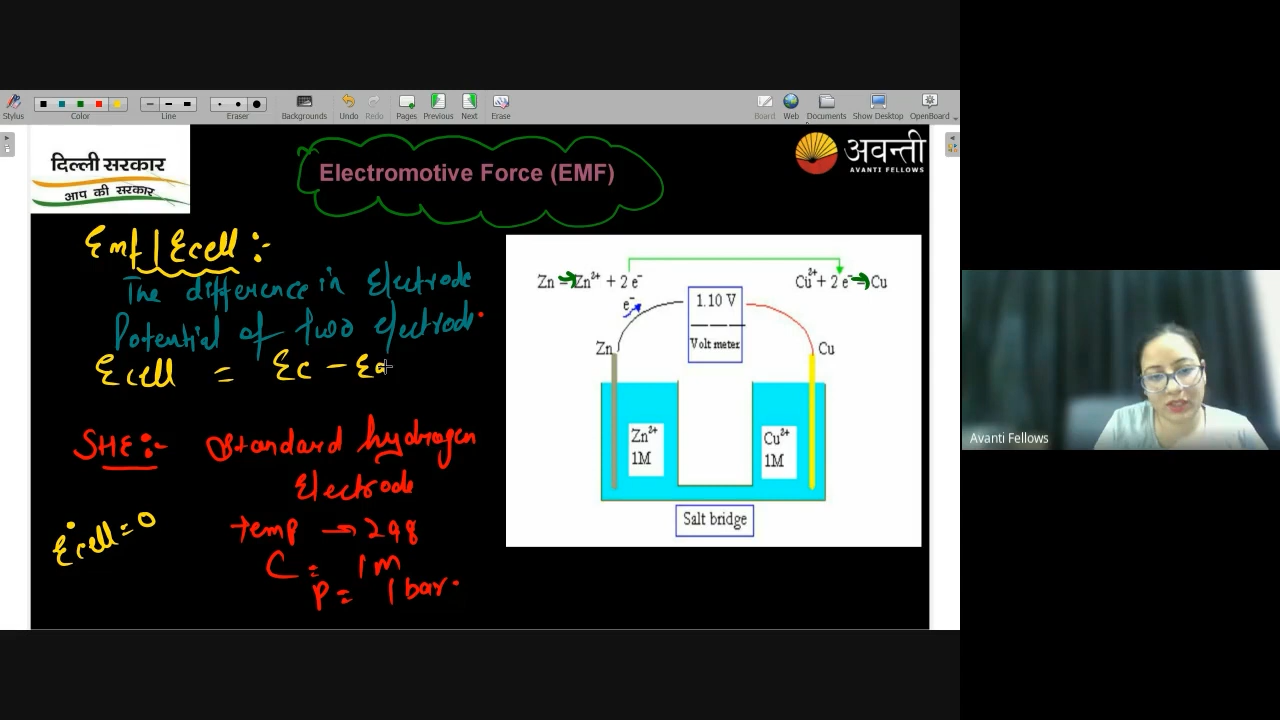 Stylus
Color
Line
Eraser
Backgrounds
Undo
Redo
Pages
Previous
Next
Erase
Board
Web
Documents
Show Desktop
OpenBoard
दिल्ली सरकार
आप की सरकार
Electromotive Force (EMF)
अवन्ती
AVANTI FELLOWS
Emf | Ecell :-
The difference in Electrode
Potential of two electrode.
Ecell = Ec - Ea
SHE :- Standard hydrogen
Electrode
temp → 298
C = 1 M
P = 1 bar.
E°cell = 0
Zn → Zn²⁺ + 2 e⁻
Cu²⁺ + 2 e⁻ → Cu
e⁻
1.10 V
Volt meter
Zn
Cu
Zn²⁺
1M
Cu²⁺
1M
Salt bridge
Avanti Fellows